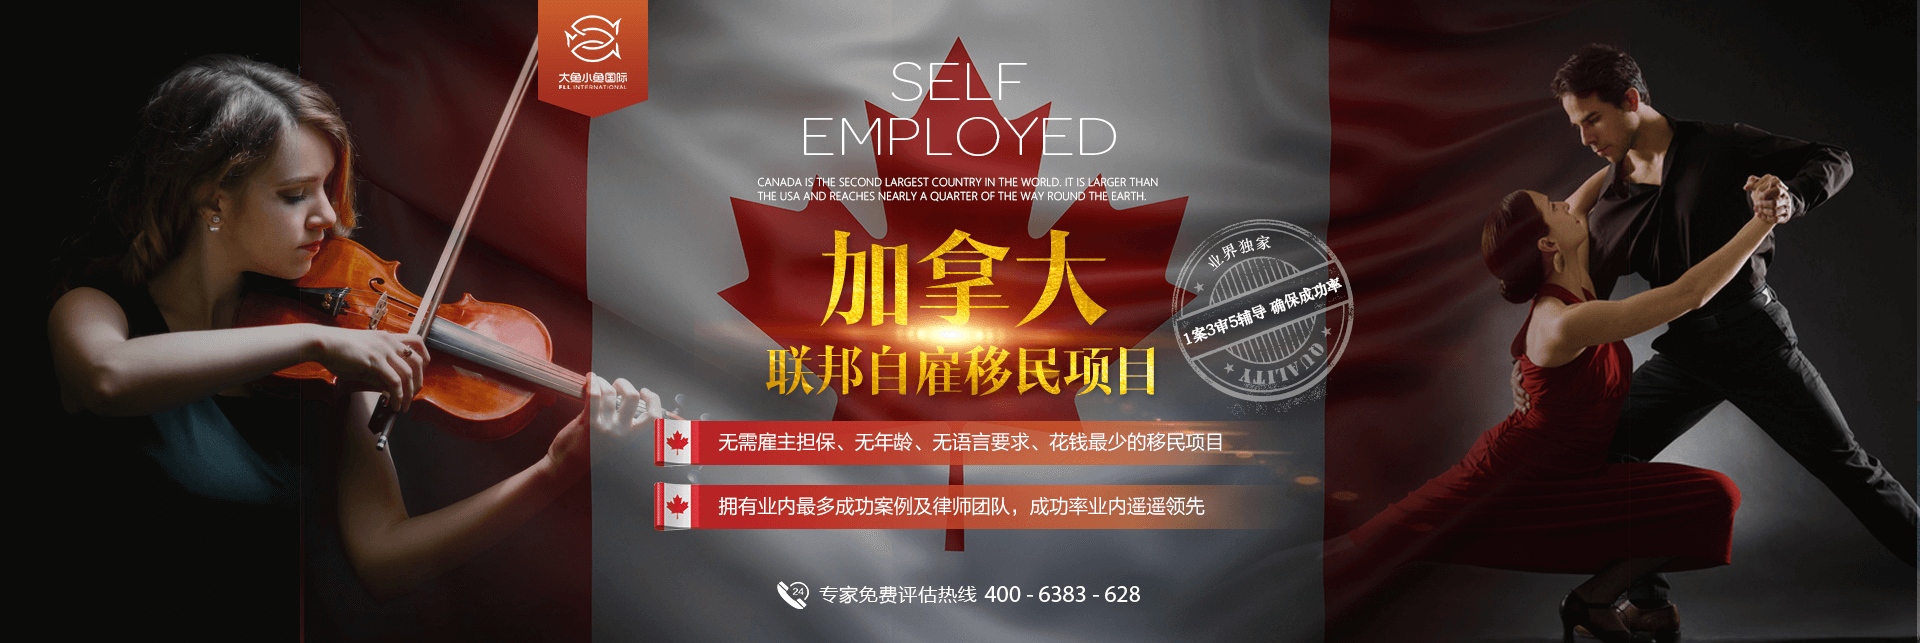 大鱼小鱼国际
FLL INTERNATIONAL
SELF
EMPLOYED
CANADA IS THE SECOND LARGEST COUNTRY IN THE WORLD. IT IS LARGER THAN
THE USA AND REACHES NEARLY A QUARTER OF THE WAY ROUND THE EARTH.
加拿大
联邦自雇移民项目
业界独家
1案3审5辅导 确保成功率
QUALITY
无需雇主担保、无年龄、无语言要求、花钱最少的移民项目
拥有业内最多成功案例及律师团队，成功率业内遥遥领先
24
专家免费评估热线 400 - 6383 - 628